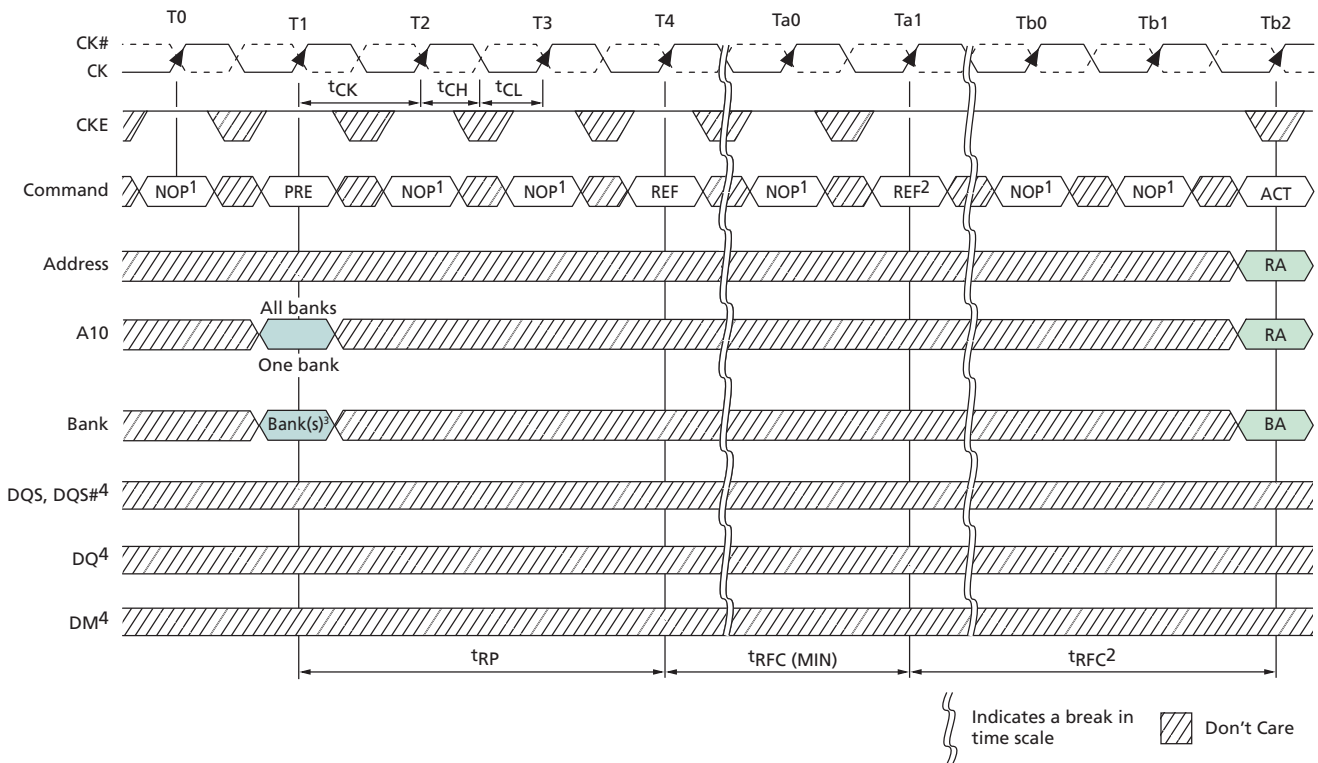 T0 T1 T2 T3 T4 Ta0 Ta1 Tb0 Tb1 Tb2
CK#
CK
tCK tCH tCL
CKE
Command NOP1 PRE NOP1 NOP1 REF NOP1 REF2 NOP1 NOP1 ACT
Address RA
All banks
A10 RA
One bank
Bank Bank(s)3 BA
DQS, DQS#4
DQ4
DM4
tRP tRFC (MIN) tRFC2
Indicates a break in
time scale
Don't Care